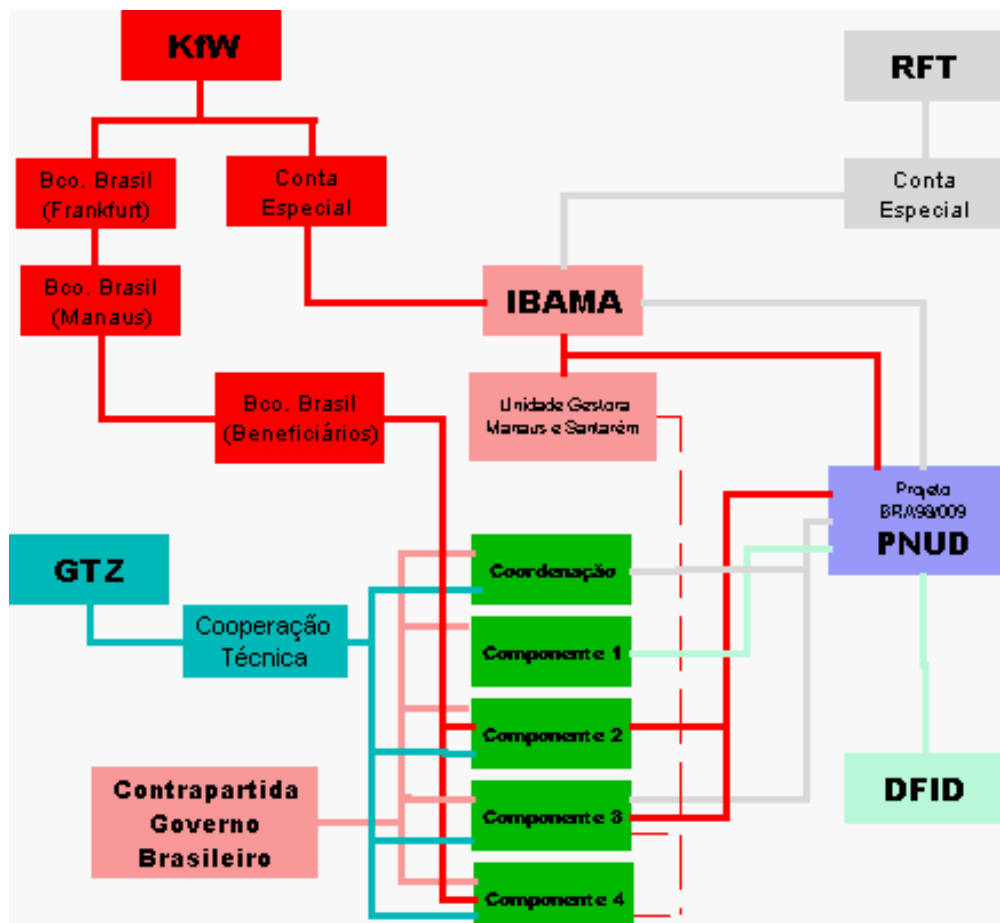 KfW
RFT
Bco. Brasil
(Frankfurt)
Conta
Especial
Conta
Especial
Bco. Brasil
(Manaus)
IBAMA
Bco. Brasil
(Beneficiários)
Unidade Gestora
Manaus e Santarém
Projeto
BRA98/009
PNUD
GTZ
Coordenação
Cooperação
Técnica
Componente 1
Componente 2
Contrapartida
Governo
Brasileiro
DFID
Componente 3
Componente 4